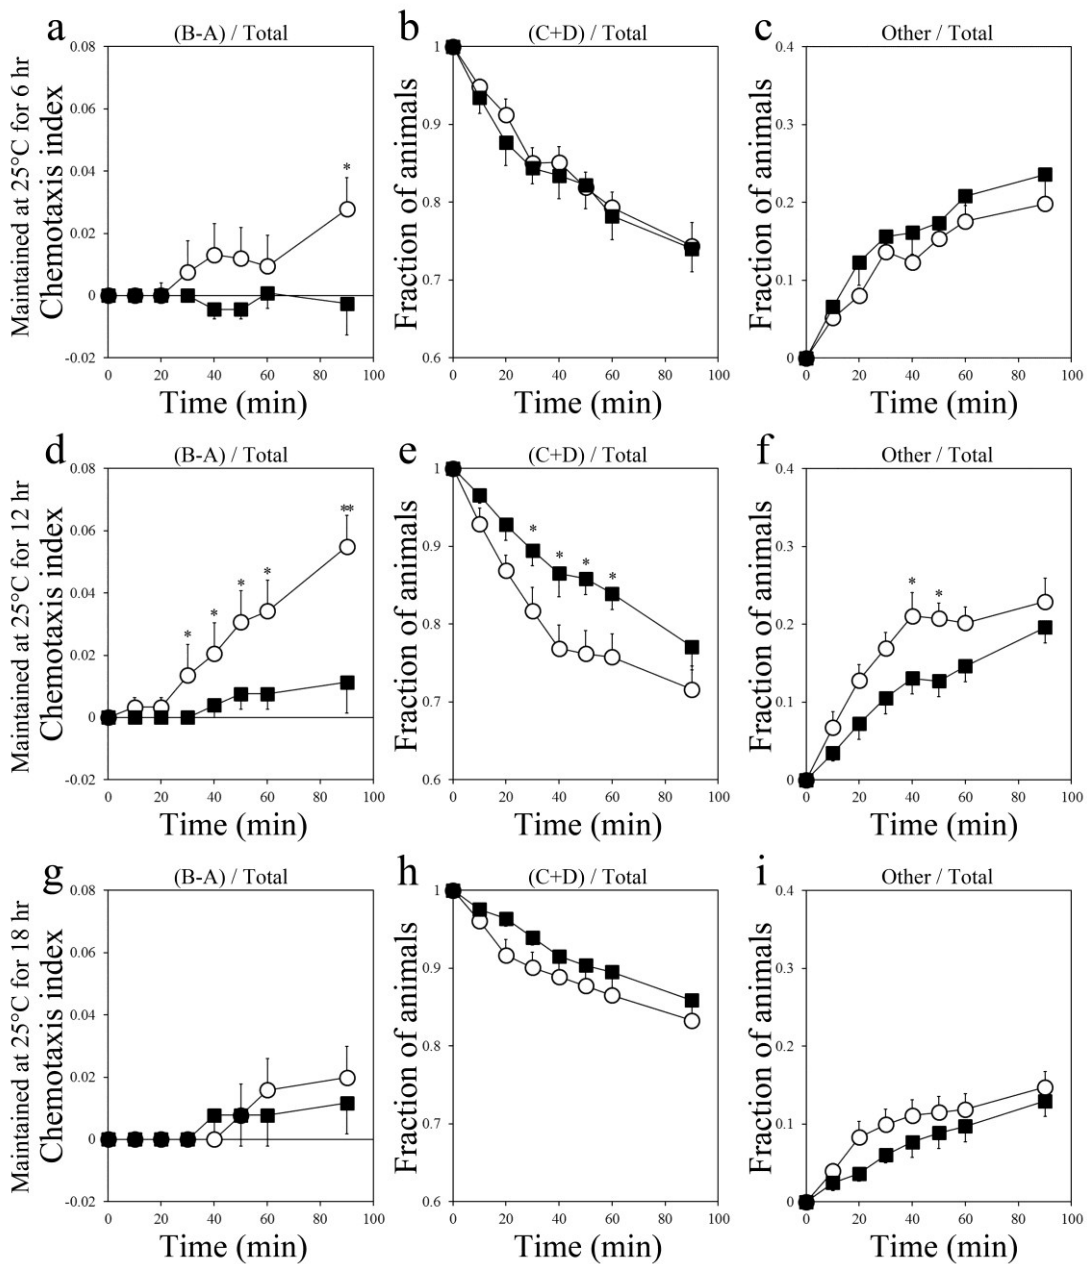 a (B-A) / Total
b (C+D) / Total
c Other / Total
Maintained at 25°C for 6 hr
Chemotaxis index
0.08
0.06
0.04
0.02
0
-0.02
*
0 20 40 60 80 100
Time (min)
Fraction of animals
1
0.9
0.8
0.7
0.6
0 20 40 60 80 100
Time (min)
Fraction of animals
0.4
0.3
0.2
0.1
0
0 20 40 60 80 100
Time (min)
d (B-A) / Total
e (C+D) / Total
f Other / Total
Maintained at 25°C for 12 hr
Chemotaxis index
0.08
0.06
0.04
0.02
0
-0.02
* * * * **
0 20 40 60 80 100
Time (min)
Fraction of animals
1
0.9
0.8
0.7
0.6
* * * *
0 20 40 60 80 100
Time (min)
Fraction of animals
0.4
0.3
0.2
0.1
0
* *
0 20 40 60 80 100
Time (min)
g (B-A) / Total
h (C+D) / Total
i Other / Total
Maintained at 25°C for 18 hr
Chemotaxis index
0.08
0.06
0.04
0.02
0
-0.02
0 20 40 60 80 100
Time (min)
Fraction of animals
1
0.9
0.8
0.7
0.6
0 20 40 60 80 100
Time (min)
Fraction of animals
0.4
0.3
0.2
0.1
0
0 20 40 60 80 100
Time (min)